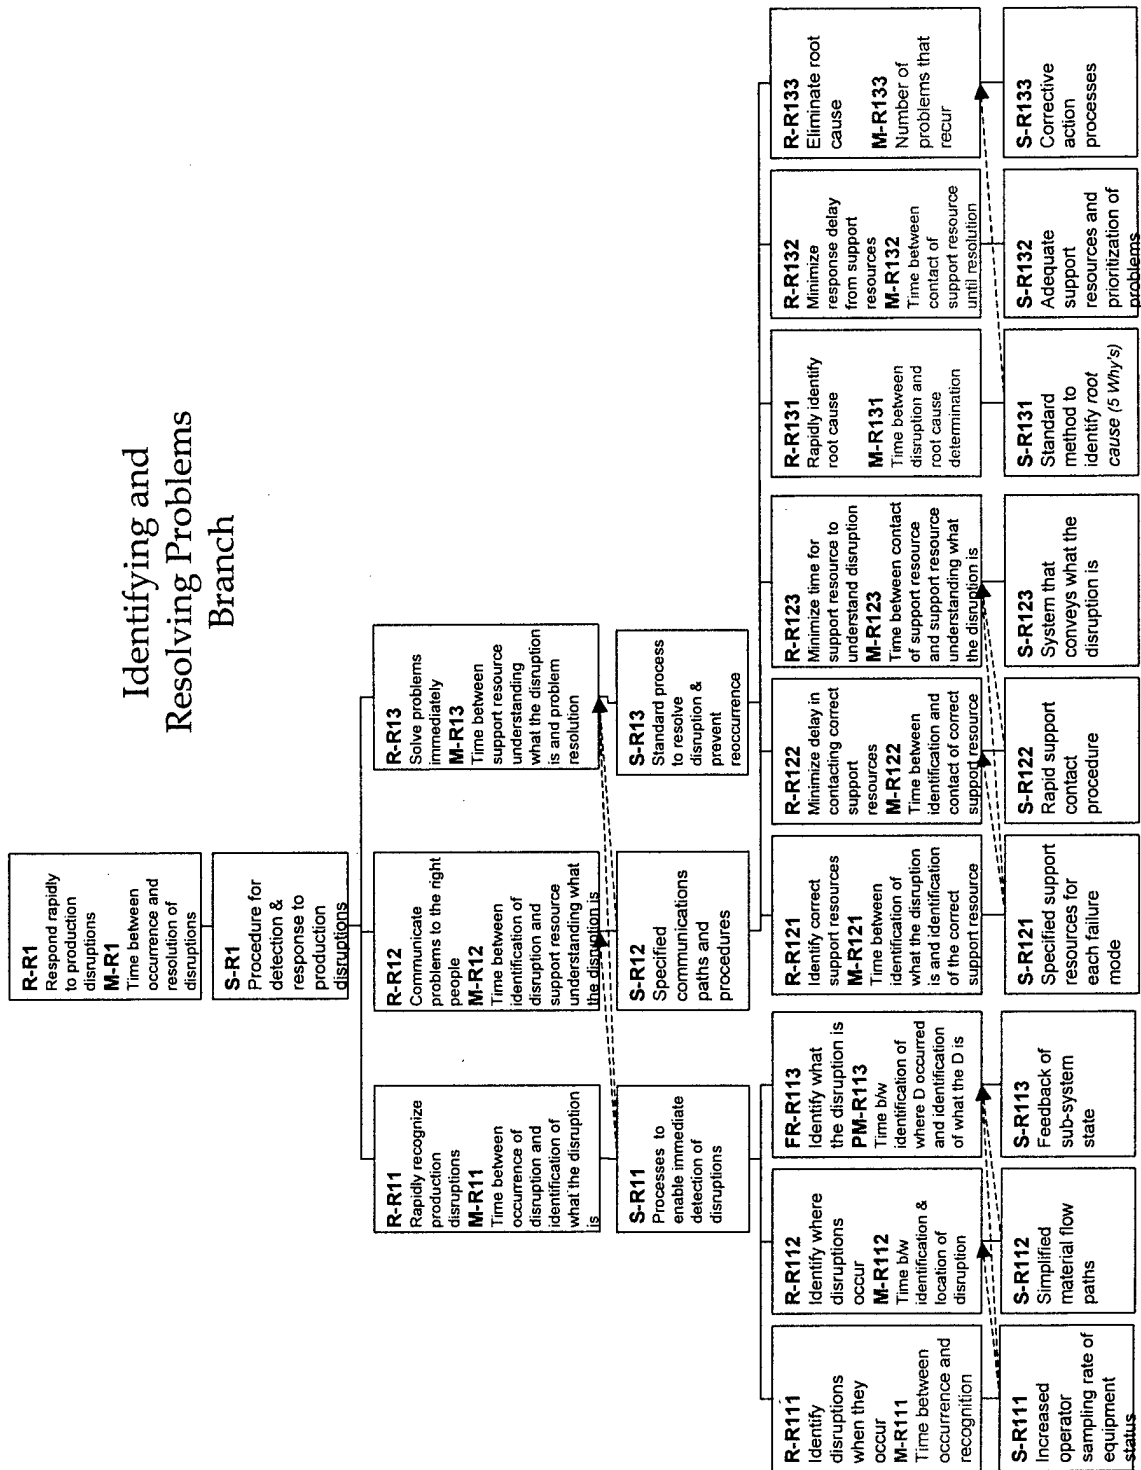 Identifying and
Resolving Problems
Branch
R-R1
Respond rapidly
to production
disruptions
M-R1
Time between
occurrence and
resolution of
disruptions
S-R1
Procedure for
detection &
response to
production
disruptions
R-R11
Rapidly recognize
production
disruptions
M-R11
Time between
occurrence of
disruption and
identification of
what the disruption
is
R-R12
Communicate
problems to the right
people
M-R12
Time between
identification of
disruption and
support resource
understanding what
the disruption is
R-R13
Solve problems
immediately
M-R13
Time between
support resource
understanding
what the disruption
is and problem
resolution
S-R11
Processes to
enable immediate
detection of
disruptions
S-R12
Specified
communications
paths and
procedures
S-R13
Standard process
to resolve
disruption &
prevent
reoccurrence
R-R111
Identify
disruptions
when they
occur
M-R111
Time between
occurrence and
recognition
R-R112
Identify where
disruptions
occur
M-R112
Time b/w
identification &
location of
disruption
FR-R113
Identify what
the disruption is
PM-R113
Time b/w
identification of
where D occurred
and identification
of what the D is
R-R121
Identify correct
support resources
M-R121
Time between
identification of
what the disruption
is and identification
of the correct
support resource
R-R122
Minimize delay in
contacting correct
support
resources
M-R122
Time between
identification and
contact of correct
support resource
R-R123
Minimize time for
support resource to
understand disruption
M-R123
Time between contact
of support resource
and support resource
understanding what
the disruption is
R-R131
Rapidly identify
root cause
M-R131
Time between
disruption and
root cause
determination
R-R132
Minimize
response delay
from support
resources
M-R132
Time between
contact of
support resource
until resolution
R-R133
Eliminate root
cause
M-R133
Number of
problems that
recur
S-R111
Increased
operator
sampling rate of
equipment
status
S-R112
Simplified
material flow
paths
S-R113
Feedback of
sub-system
state
S-R121
Specified support
resources for
each failure
mode
S-R122
Rapid support
contact
procedure
S-R123
System that
conveys what the
disruption is
S-R131
Standard
method to
identify root
cause (5 Why's)
S-R132
Adequate
support
resources and
prioritization of
problems
S-R133
Corrective
action
processes